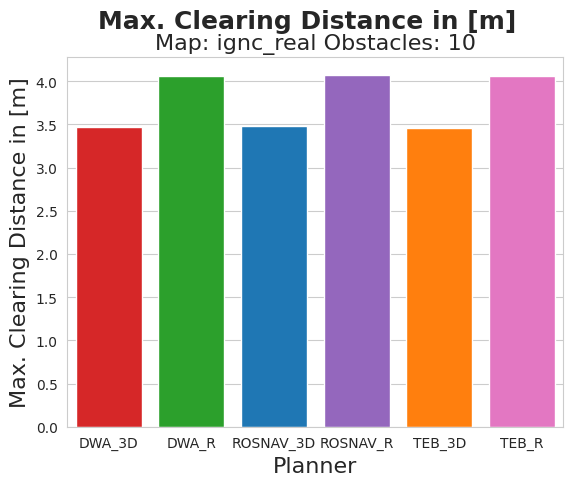 Max. Clearing Distance in [m]
Map: ignc_real Obstacles: 10
Max. Clearing Distance in [m]
4.0
3.5
3.0
2.5
2.0
1.5
1.0
0.5
0.0
DWA_3D DWA_R ROSNAV_3D ROSNAV_R TEB_3D TEB_R
Planner